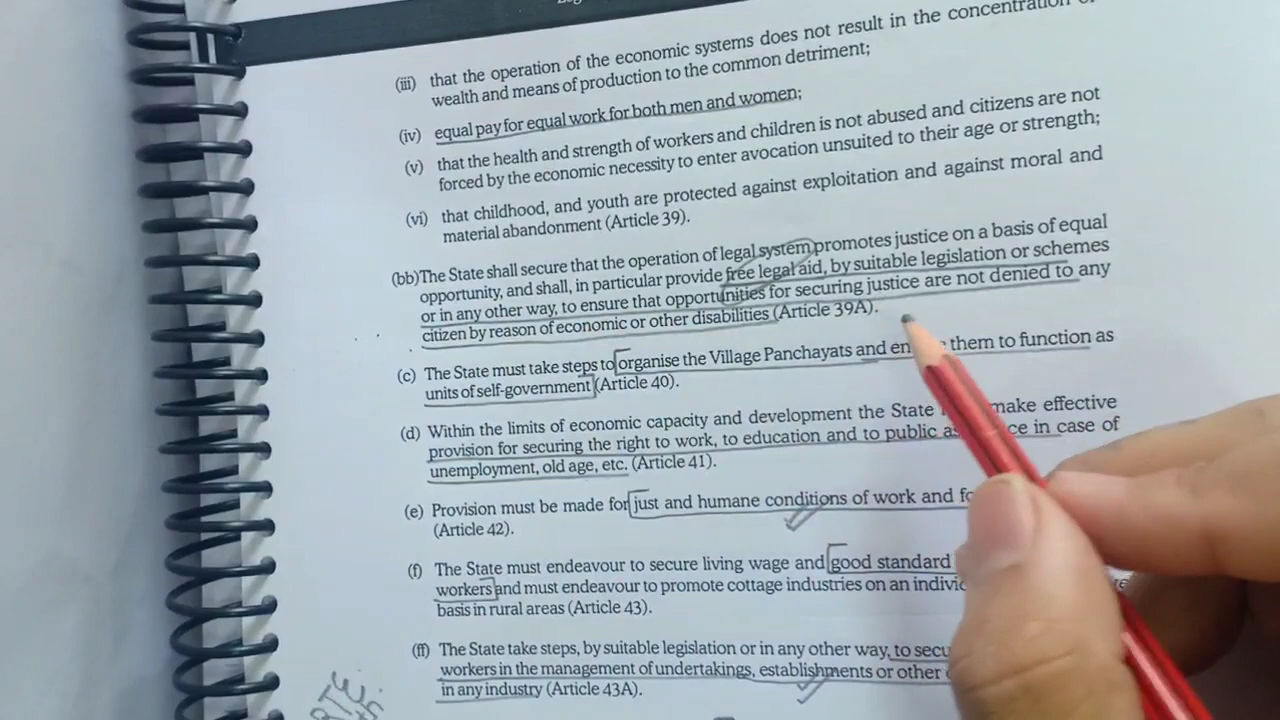 (iii) that the operation of the economic systems does not result in the concentration
wealth and means of production to the common detriment;
(iv) equal pay for equal work for both men and women;
(v) that the health and strength of workers and children is not abused and citizens are not
forced by the economic necessity to enter avocation unsuited to their age or strength;
(vi) that childhood, and youth are protected against exploitation and against moral and
material abandonment (Article 39).
(bb)The State shall secure that the operation of legal system promotes justice on a basis of equal
opportunity, and shall, in particular provide free legal aid, by suitable legislation or schemes
or in any other way, to ensure that opportunities for securing justice are not denied to any
citizen by reason of economic or other disabilities (Article 39A).
(c) The State must take steps to organise the Village Panchayats and them to function as
units of self-government (Article 40).
(d) Within the limits of economic capacity and development the State make effective
provision for securing the right to work, to education and to public in case of
unemployment, old age, etc. (Article 41).
(e) Provision must be made for just and humane conditions of work and
(Article 42).
(f) The State must endeavour to secure living wage and good standard
workers and must endeavour to promote cottage industries on an
basis in rural areas (Article 43).
(ff) The State take steps, by suitable legislation or in any other way, to
workers in the management of undertakings, establishments or other
in any industry (Article 43A).
RTE